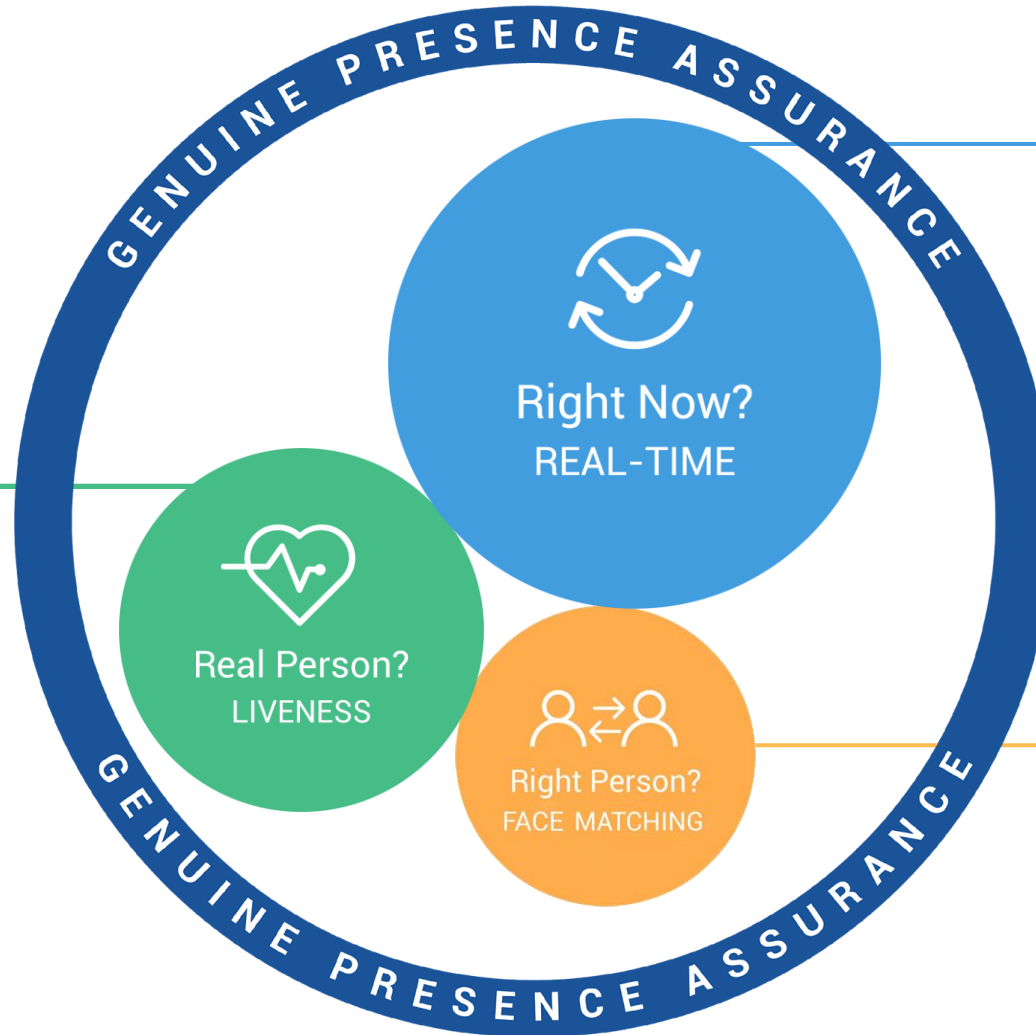 GENUINE PRESENCE ASSURANCE
Right Now?
REAL-TIME
Real Person?
LIVENESS
Right Person?
FACE MATCHING
GENUINE PRESENCE ASSURANCE